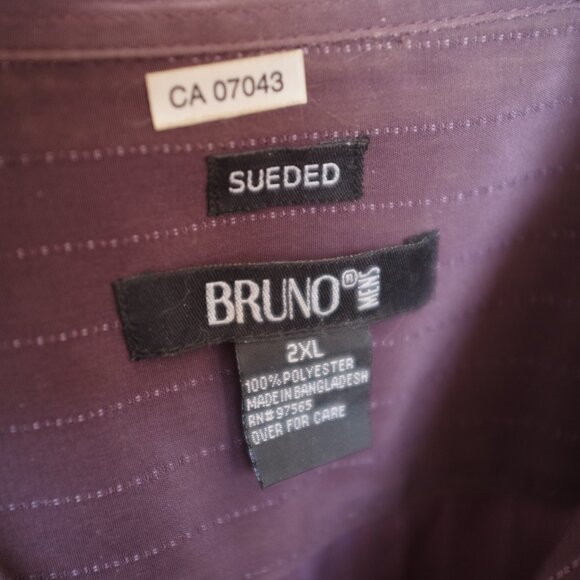 CA 07043
SUEDED
BRUNO® MENS
2XL
100% POLYESTER
MADE IN BANGLADESH
RN# 97565
OVER FOR CARE